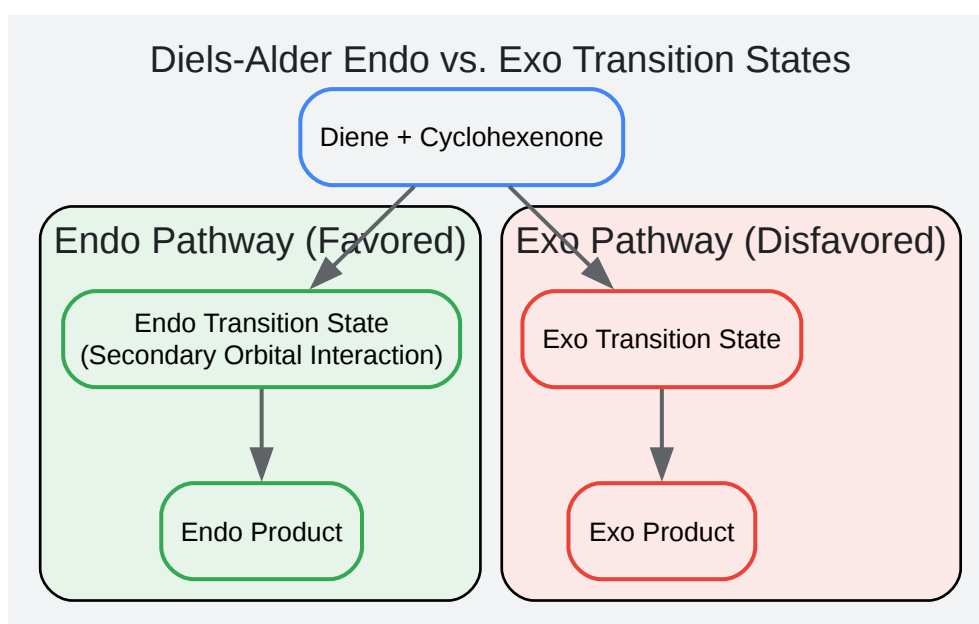 Diels-Alder Endo vs. Exo Transition States
Diene + Cyclohexenone
Endo Pathway (Favored)
Endo Transition State
(Secondary Orbital Interaction)
Endo Product
Exo Pathway (Disfavored)
Exo Transition State
Exo Product